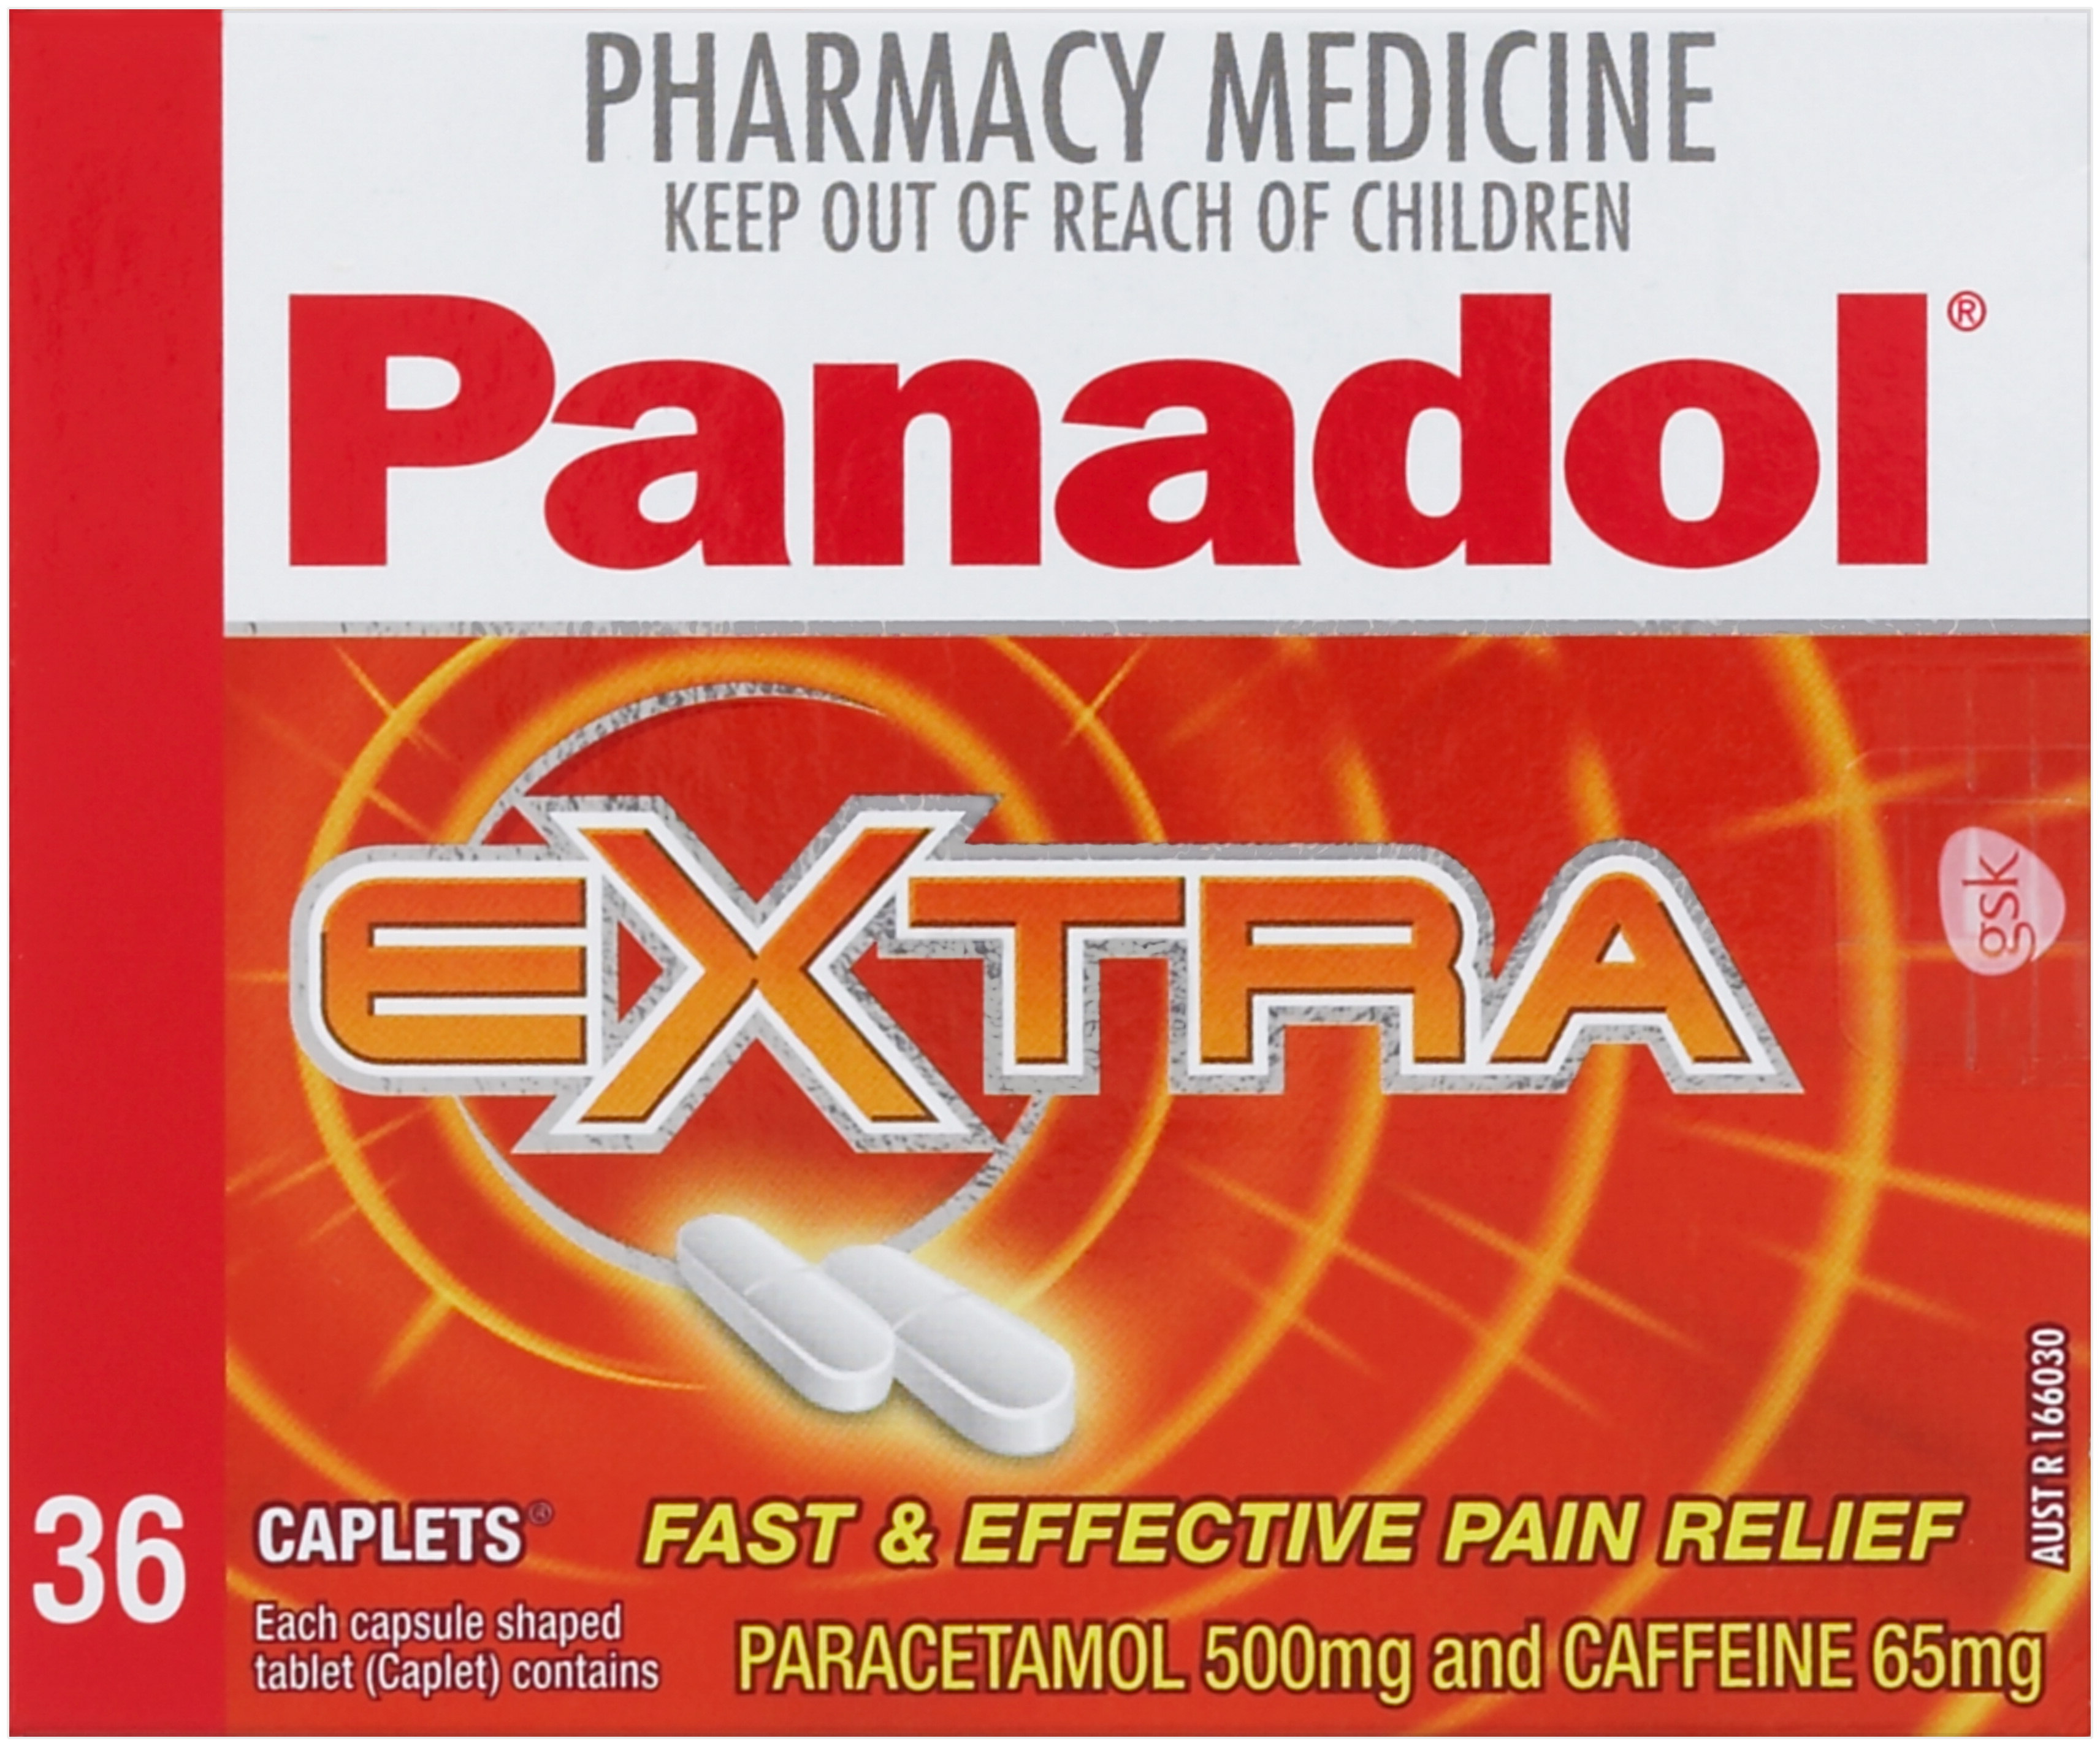 PHARMACY MEDICINE
KEEP OUT OF REACH OF CHILDREN
Panadol®
EXTRA
gsk
AUST R 166030
36
CAPLETS®
FAST & EFFECTIVE PAIN RELIEF
Each capsule shaped
tablet (Caplet) contains
PARACETAMOL 500mg and CAFFEINE 65mg